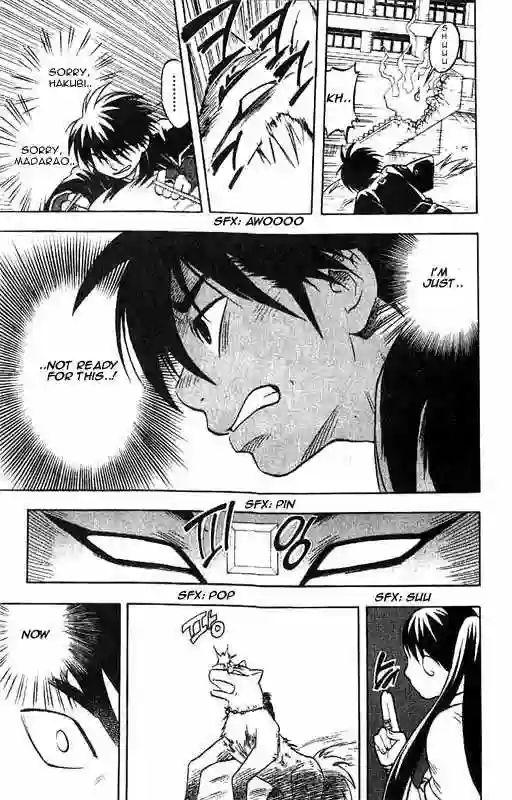 SHUUU
KH..
.........
SORRY,
HAKUBI..
SORRY,
MADARAO..
SFX: AWOOOO
I'M
JUST..
..NOT READY
FOR THIS..!
SFX: PIN
SFX: POP
SFX: SUU
NOW